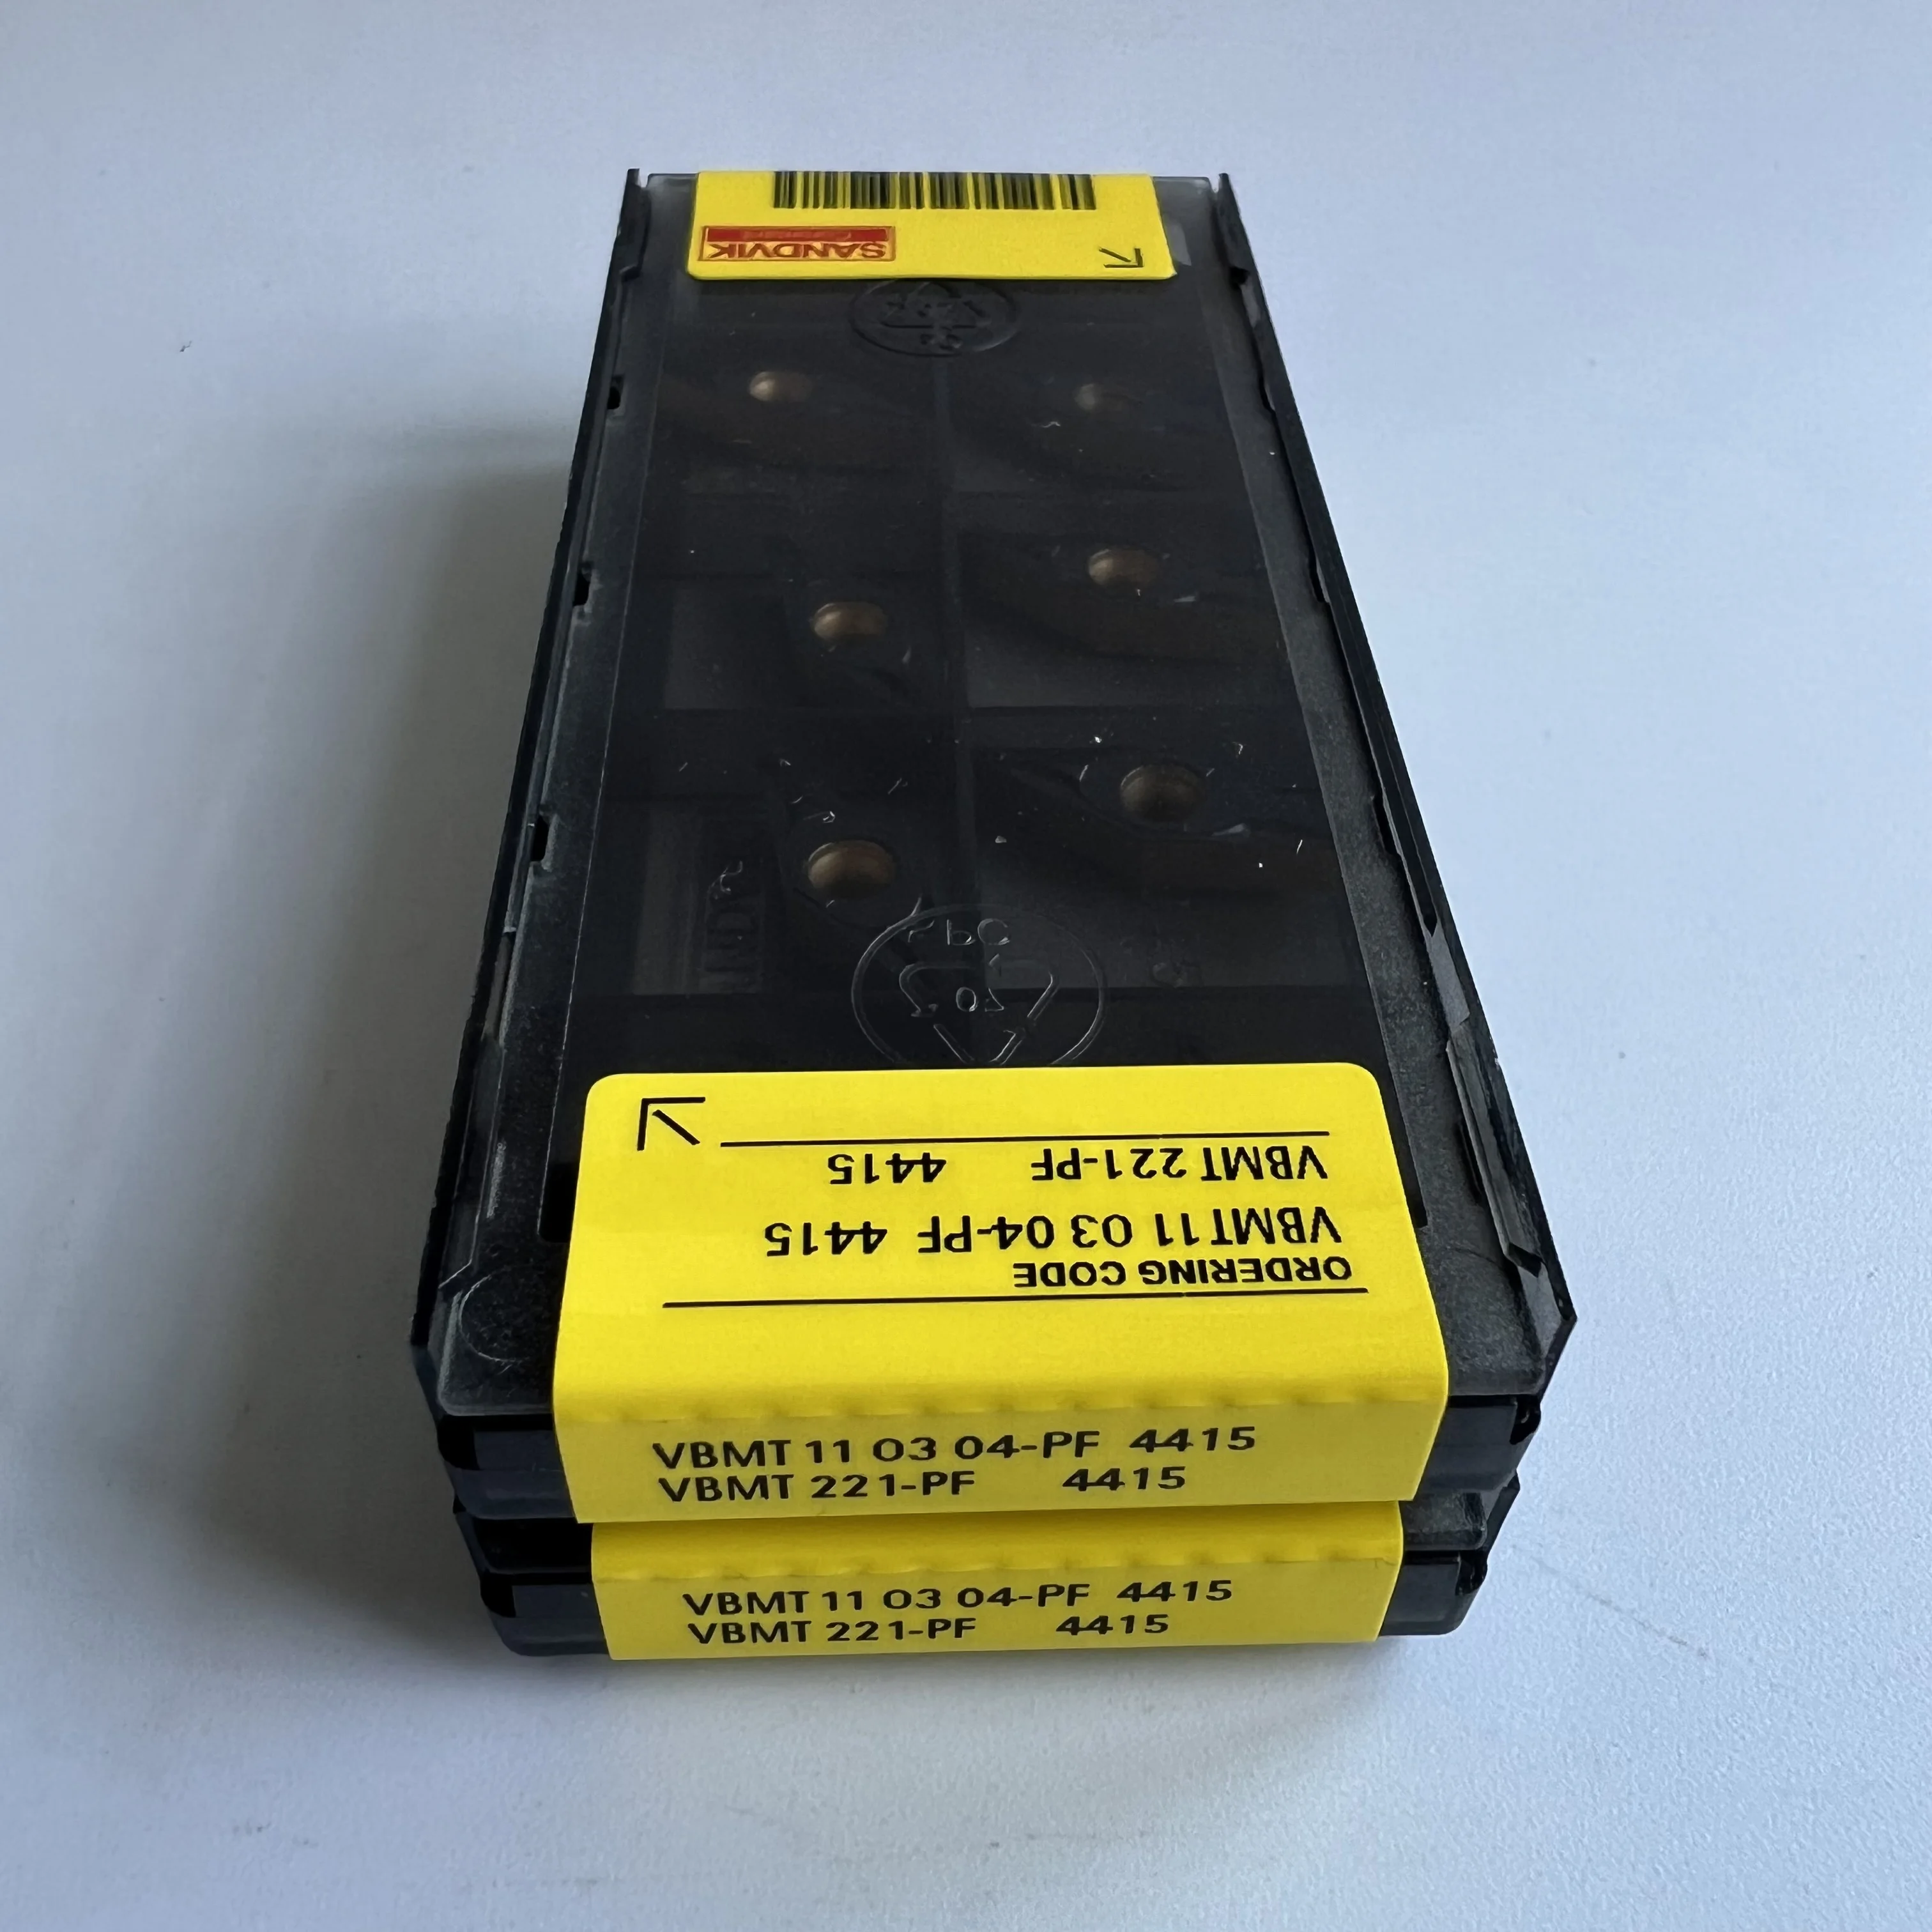 SANDVIK
Coromant
ORDERING CODE
VBMT 11 03 04-PF 4415
VBMT 221-PF 4415
VBMT 11 03 04-PF 4415
VBMT 221-PF 4415
VBMT 11 03 04-PF 4415
VBMT 221-PF 4415